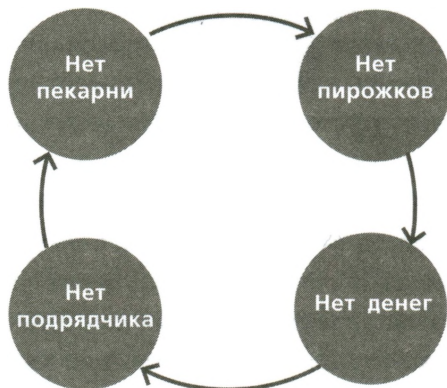 Нет
пекарни
Нет
пирожков
Нет
подрядчика
Нет денег